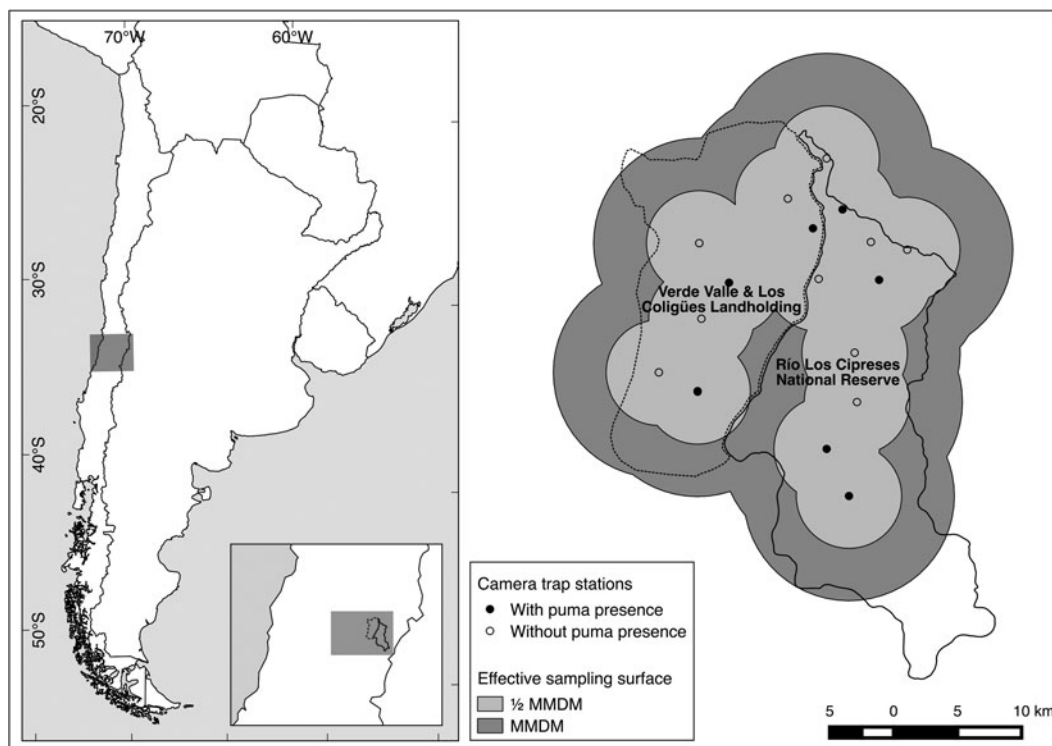 70°W
60°W
20°S
30°S
40°S
50°S
Verde Valle & Los
Coligües Landholding
Río Los Cipreses
National Reserve
Camera trap stations
With puma presence
Without puma presence
Effective sampling surface
½ MMDM
MMDM
5 0 5 10 km